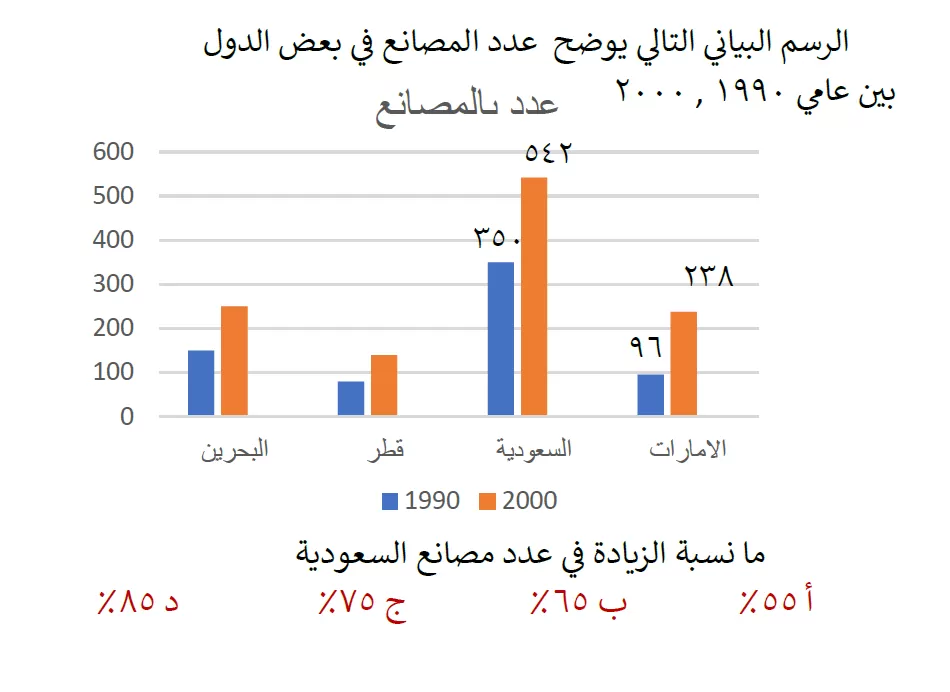 الرسم البياني التالي يوضح عدد المصانع في بعض الدول
بين عامي ١٩٩٠ , ٢٠٠٠
عدد بالمصانع
600
500
400
300
200
100
0
٥٤٢
٣٥٠
٢٣٨
٩٦
البحرين قطر السعودية الامارات
1990 2000
ما نسبة الزيادة في عدد مصانع السعودية
أ ٥٥٪ ب ٦٥٪ ج ٧٥٪ د ٨٥٪